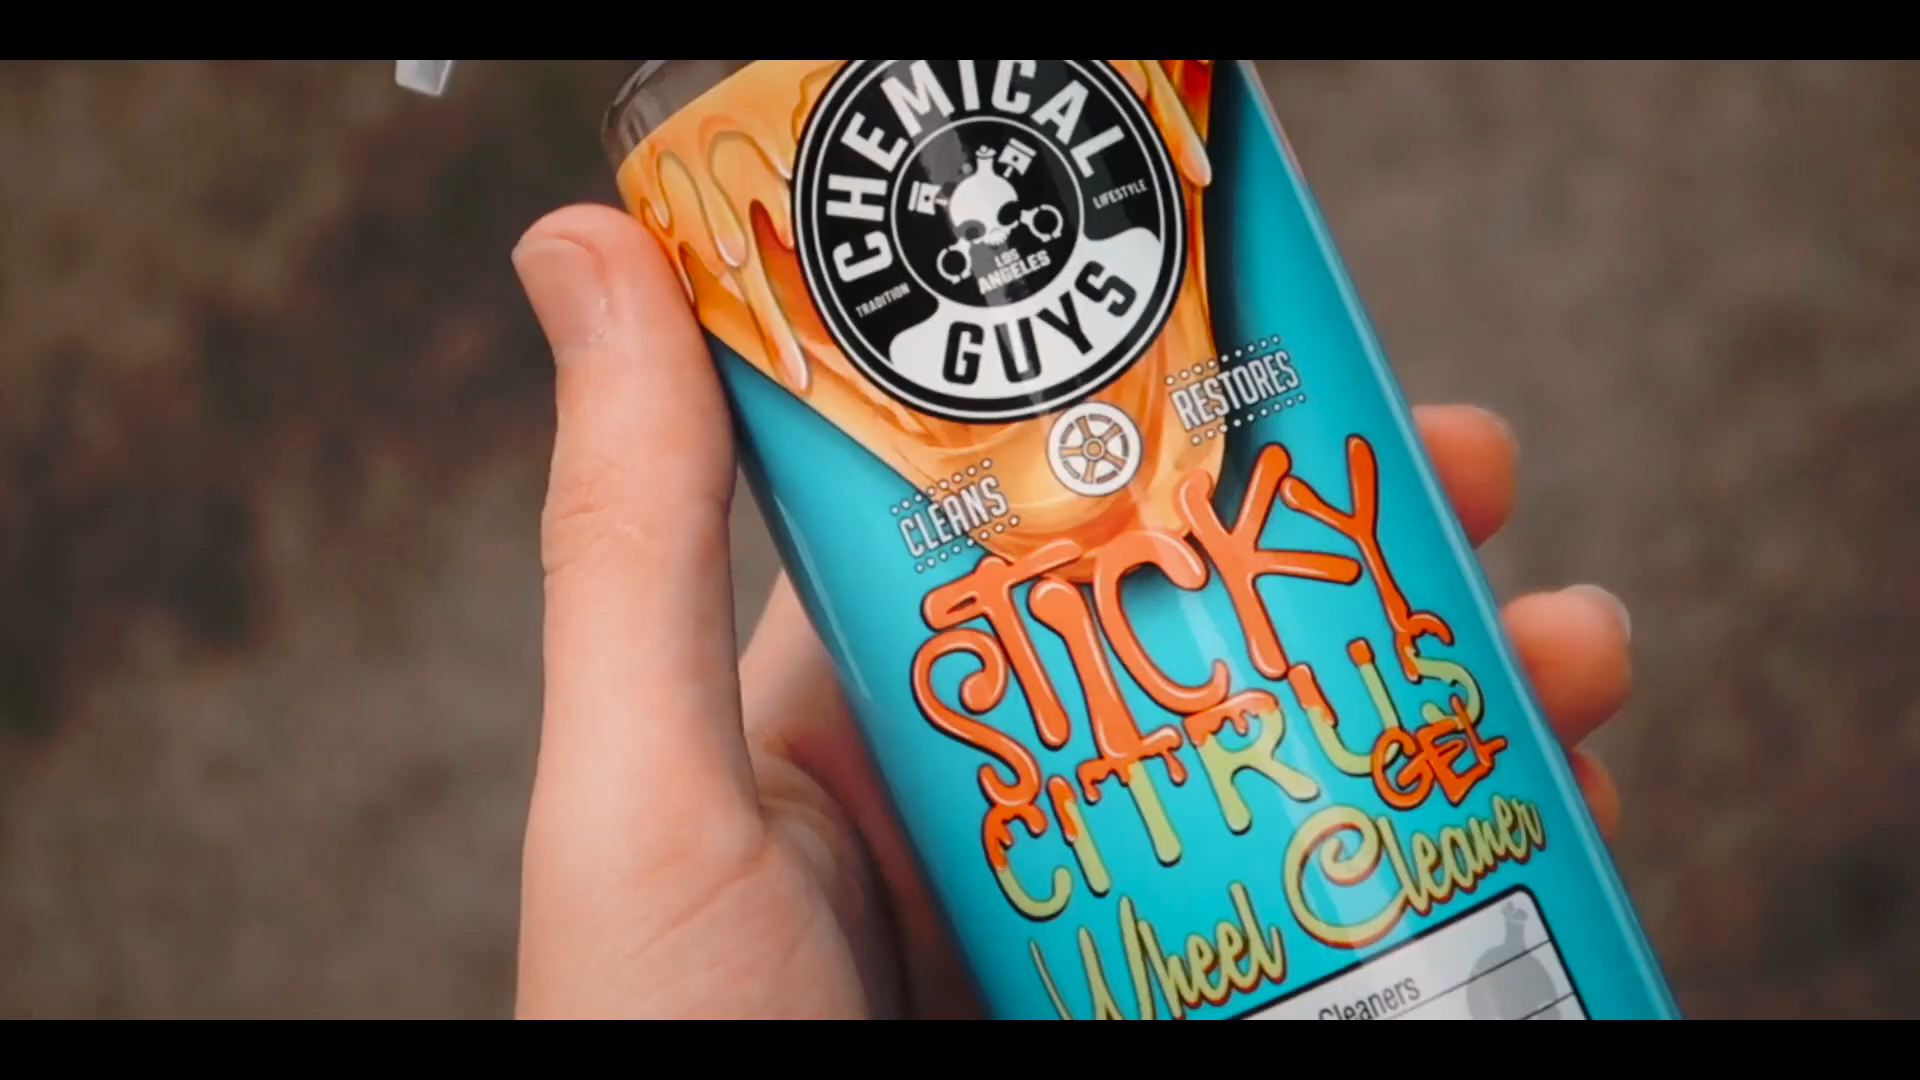 CHEMICAL
GUYS
TRADITION
LIFESTYLE
LOS
ANGELES
CLEANS
RESTORES
STICKY
CITRUS
GEL
Wheel Cleaner
Cleaners